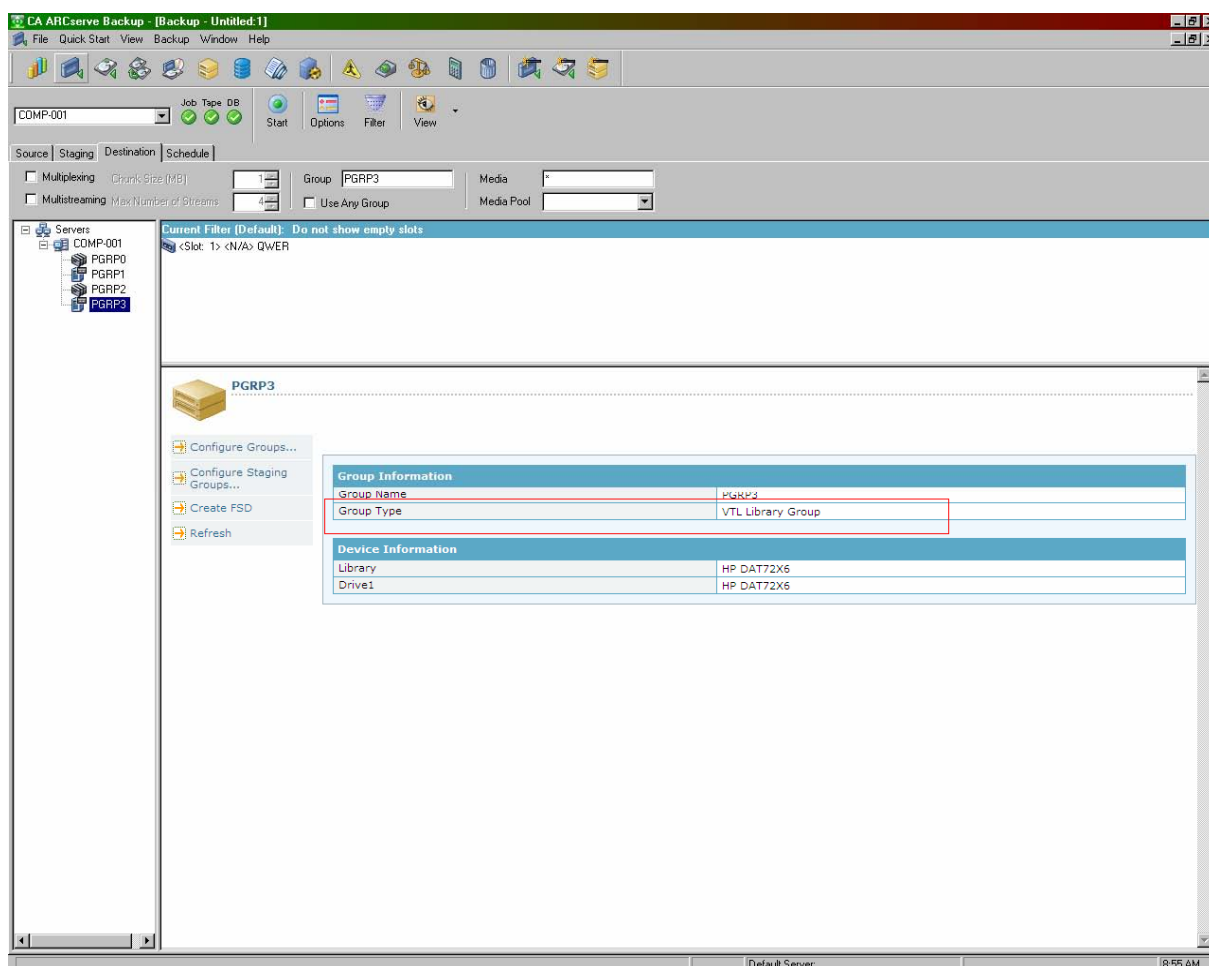 CA ARCserve Backup - [Backup - Untitled:1]
File Quick Start View Backup Window Help
COMP-001
Job Tape DB
Start Options Filter View
Source Staging Destination Schedule
Multiplexing Chunk Size (MB) 1 Group PGRP3 Media *
Multistreaming Max Number of Streams 4 Use Any Group Media Pool
Servers
COMP-001
PGRP0
PGRP1
PGRP2
PGRP3
Current Filter (Default): Do not show empty slots
<Slot: 1> <N/A> QWER
PGRP3
Configure Groups...
Configure Staging
Groups...
Create FSD
Refresh
Group Information
Group Name PGRP3
Group Type VTL Library Group
Device Information
Library HP DAT72X6
Drive1 HP DAT72X6
Default Server: 8:55 AM